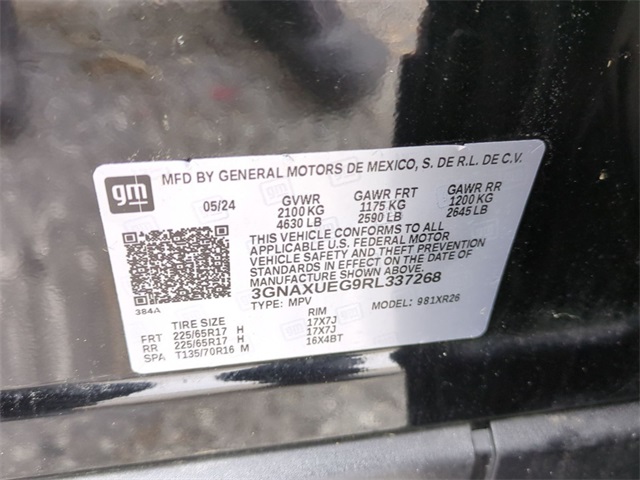 gm
MFD BY GENERAL MOTORS DE MEXICO, S. DE R.L. DE C.V.
05/24 GVWR GAWR FRT GAWR RR
2100 KG 1175 KG 1200 KG
4630 LB 2590 LB 2645 LB
THIS VEHICLE CONFORMS TO ALL
APPLICABLE U.S. FEDERAL MOTOR
VEHICLE SAFETY AND THEFT PREVENTION
STANDARDS IN EFFECT ON THE DATE OF
MANUFACTURE SHOWN ABOVE.
3GNAXUEG9RL337268
384A TYPE: MPV MODEL: 981XR26
TIRE SIZE RIM
FRT 225/65R17 H 17X7J
RR 225/65R17 H 17X7J
SPA T135/70R16 M 16X4BT